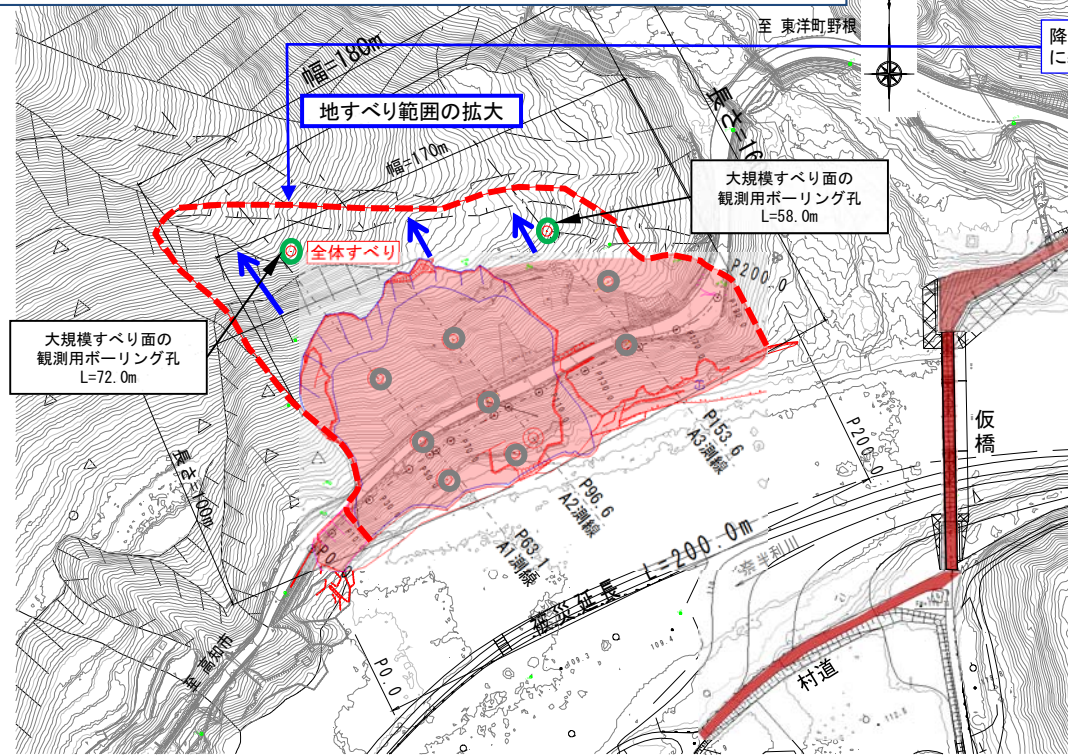 至 東洋町野根
降
に
幅=180m
地すべり範囲の拡大
幅=170m
長さ=16
大規模すべり面の
観測用ボーリング孔
L=58.0m
全体すべり
P200.0
大規模すべり面の
観測用ボーリング孔
L=72.0m
長さ=100m
P153.6
A3測線
P200.0
仮橋
P96.6
A2測線
P63.1
A1測線
被災延長 L=200.0m
奈半利川
P0.0
至 高知市
P0.0
村道
109.4
109.3
112.8